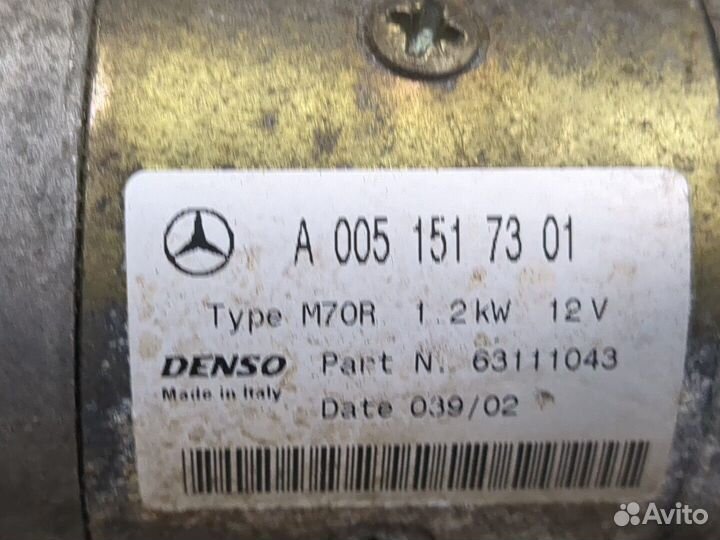 A 005 151 73 01
Type M70R 1.2kW 12V
DENSO Part N. 63111043
Made in Italy
Date 039/02
Avito